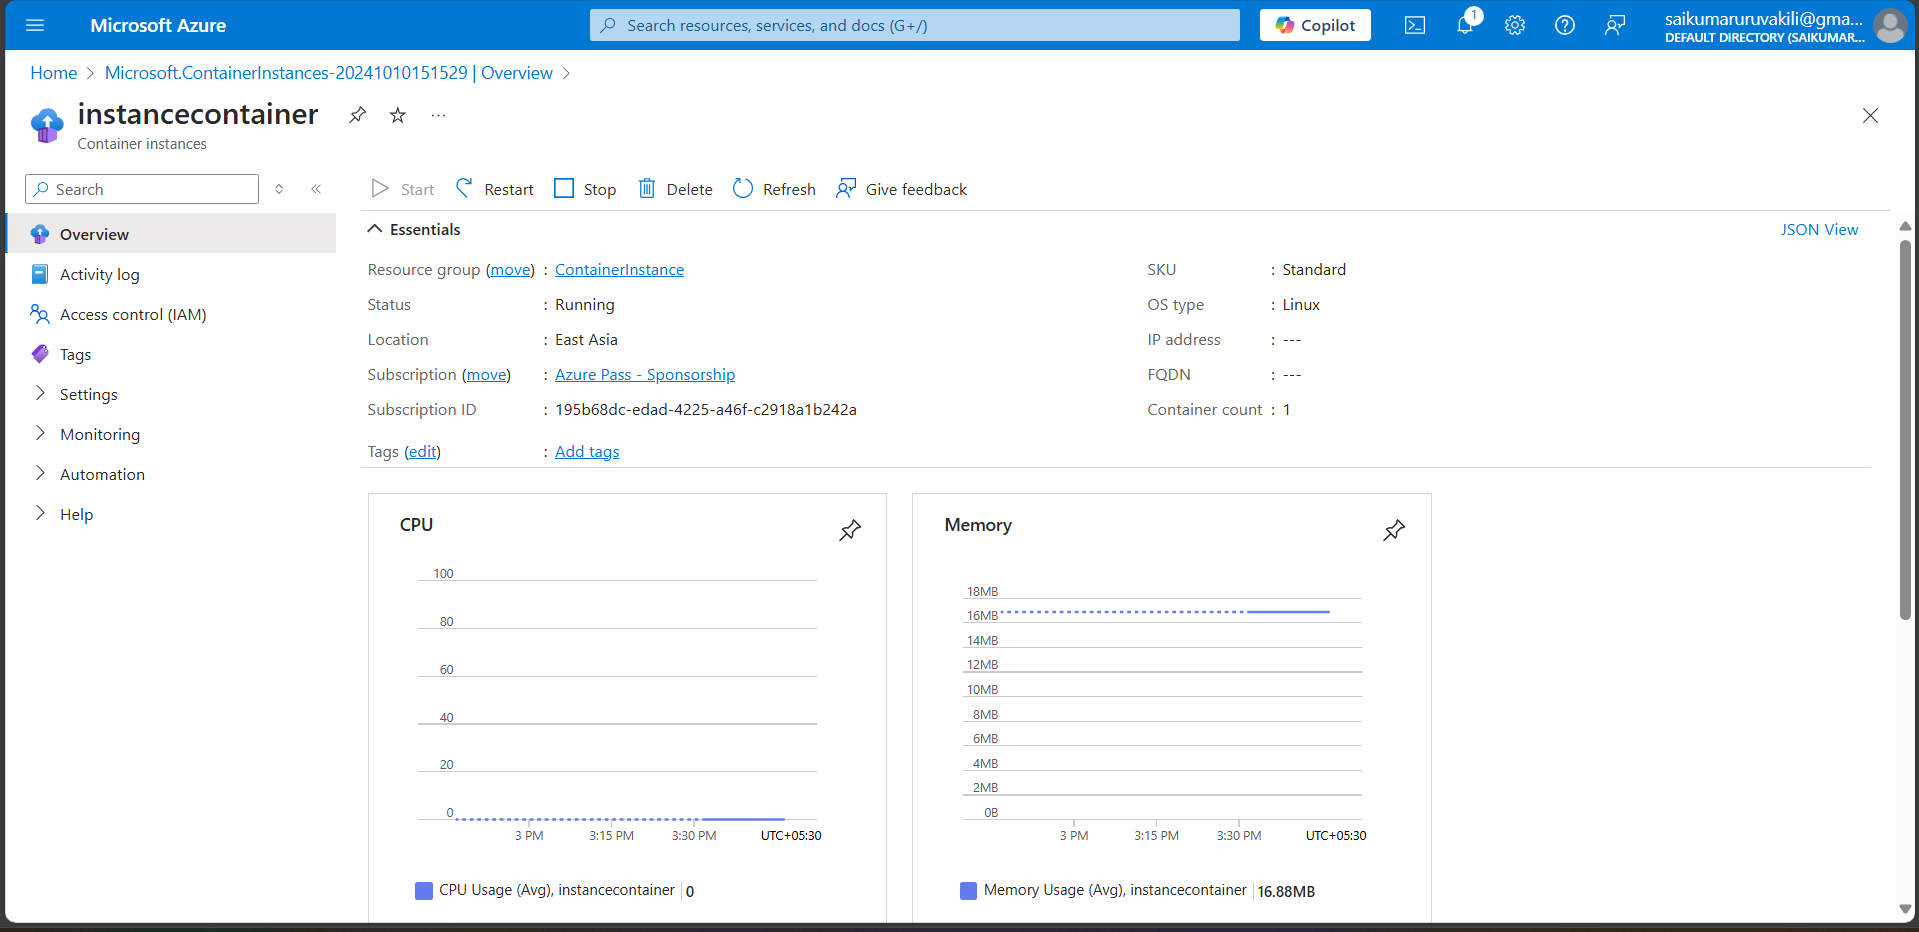 Microsoft Azure
Search resources, services, and docs (G+/)
Copilot
1
saikumaruruvakili@gma...
DEFAULT DIRECTORY (SAIKUMAR...
Home > Microsoft.ContainerInstances-20241010151529 | Overview >
instancecontainer
Container instances
Search
Start Restart Stop Delete Refresh Give feedback
Overview
Activity log
Access control (IAM)
Tags
Settings
Monitoring
Automation
Help
Essentials
JSON View
Resource group (move) : ContainerInstance
Status : Running
Location : East Asia
Subscription (move) : Azure Pass - Sponsorship
Subscription ID : 195b68dc-edad-4225-a46f-c2918a1b242a
SKU : Standard
OS type : Linux
IP address : ---
FQDN : ---
Container count : 1
Tags (edit) : Add tags
CPU
100
80
60
40
20
0
3 PM 3:15 PM 3:30 PM UTC+05:30
CPU Usage (Avg), instancecontainer 0
Memory
18MB
16MB
14MB
12MB
10MB
8MB
6MB
4MB
2MB
0B
3 PM 3:15 PM 3:30 PM UTC+05:30
Memory Usage (Avg), instancecontainer 16.88MB